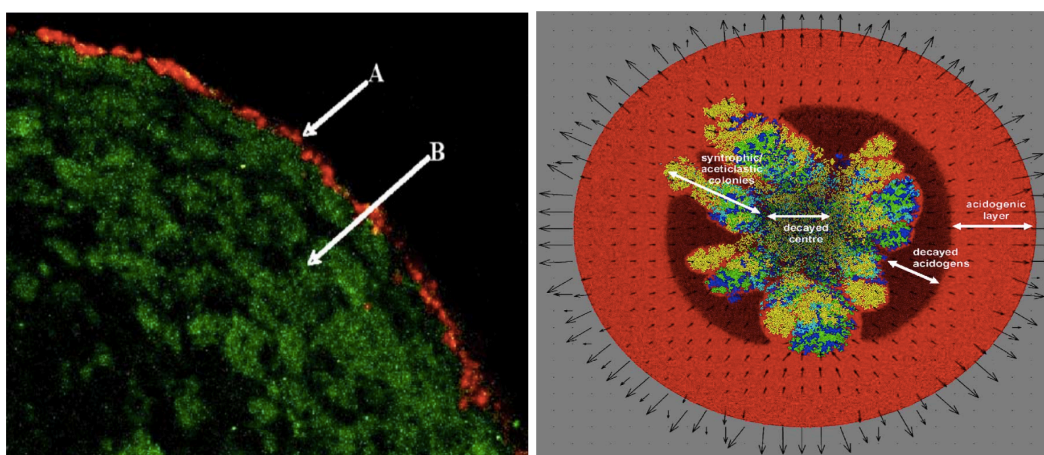 A
B
syntrophic/
aceticlastic
colonies
decayed
centre
acidogenic
layer
decayed
acidogens